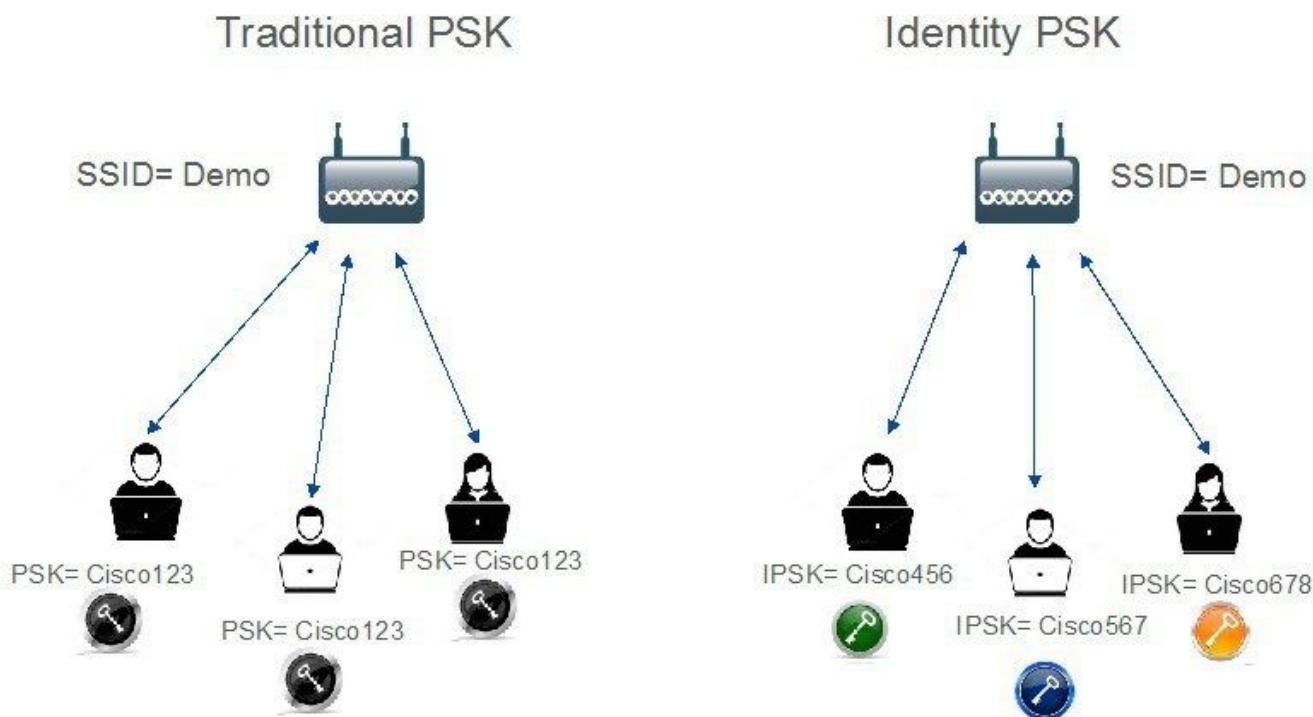 Traditional PSK
SSID= Demo
PSK= Cisco123
PSK= Cisco123
PSK= Cisco123
Identity PSK
SSID= Demo
IPSK= Cisco456
IPSK= Cisco567
IPSK= Cisco678